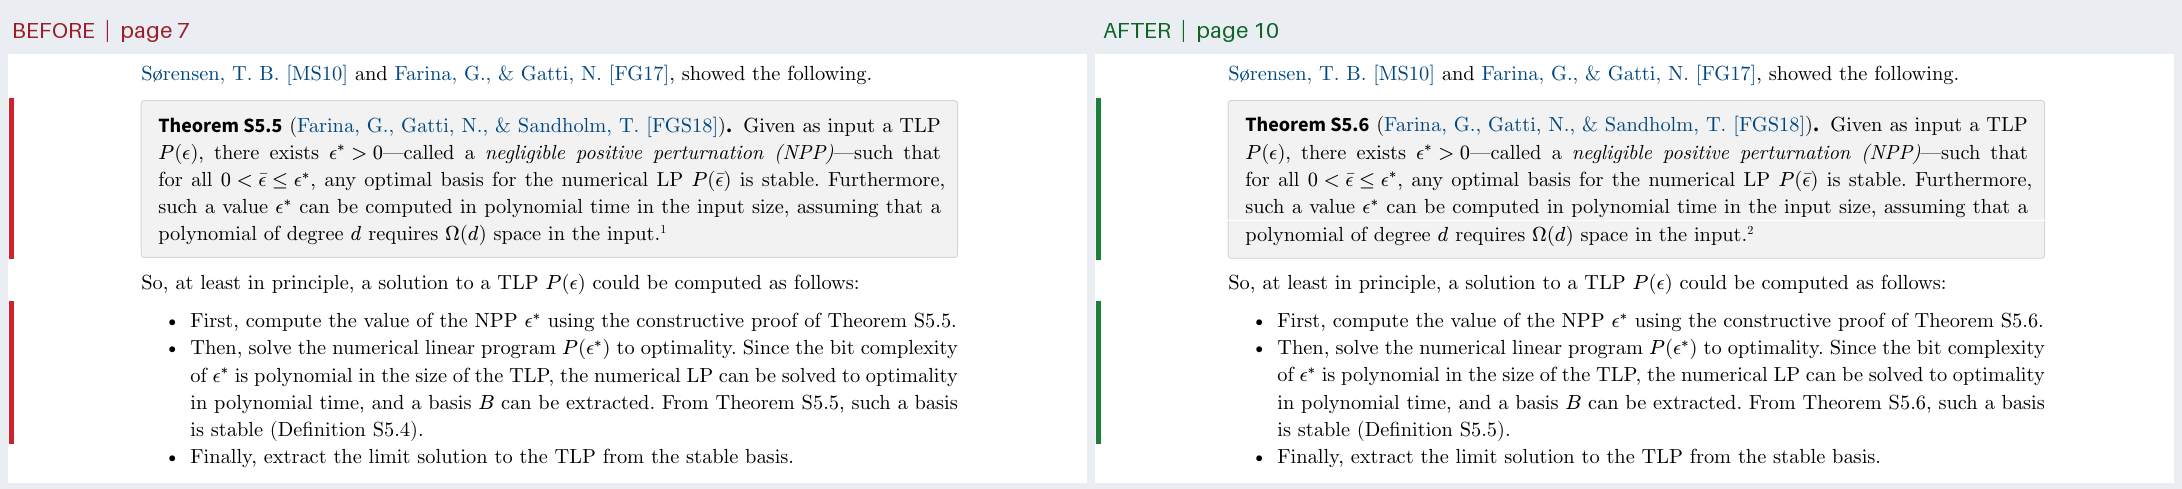 BEFORE | page 7
Sørensen, T. B. [MS10] and Farina, G., & Gatti, N. [FG17], showed the following.
Theorem S5.5 (Farina, G., Gatti, N., & Sandholm, T. [FGS18]). Given as input a TLP
P(ϵ), there exists ϵ* > 0—called a negligible positive perturnation (NPP)—such that
for all 0 < ϵ̄ ≤ ϵ*, any optimal basis for the numerical LP P(ϵ̄) is stable. Furthermore,
such a value ϵ* can be computed in polynomial time in the input size, assuming that a
polynomial of degree d requires Ω(d) space in the input.¹
So, at least in principle, a solution to a TLP P(ϵ) could be computed as follows:
• First, compute the value of the NPP ϵ* using the constructive proof of Theorem S5.5.
• Then, solve the numerical linear program P(ϵ*) to optimality. Since the bit complexity
of ϵ* is polynomial in the size of the TLP, the numerical LP can be solved to optimality
in polynomial time, and a basis B can be extracted. From Theorem S5.5, such a basis
is stable (Definition S5.4).
• Finally, extract the limit solution to the TLP from the stable basis.
AFTER | page 10
Sørensen, T. B. [MS10] and Farina, G., & Gatti, N. [FG17], showed the following.
Theorem S5.6 (Farina, G., Gatti, N., & Sandholm, T. [FGS18]). Given as input a TLP
P(ϵ), there exists ϵ* > 0—called a negligible positive perturnation (NPP)—such that
for all 0 < ϵ̄ ≤ ϵ*, any optimal basis for the numerical LP P(ϵ̄) is stable. Furthermore,
such a value ϵ* can be computed in polynomial time in the input size, assuming that a
polynomial of degree d requires Ω(d) space in the input.²
So, at least in principle, a solution to a TLP P(ϵ) could be computed as follows:
• First, compute the value of the NPP ϵ* using the constructive proof of Theorem S5.6.
• Then, solve the numerical linear program P(ϵ*) to optimality. Since the bit complexity
of ϵ* is polynomial in the size of the TLP, the numerical LP can be solved to optimality
in polynomial time, and a basis B can be extracted. From Theorem S5.6, such a basis
is stable (Definition S5.5).
• Finally, extract the limit solution to the TLP from the stable basis.